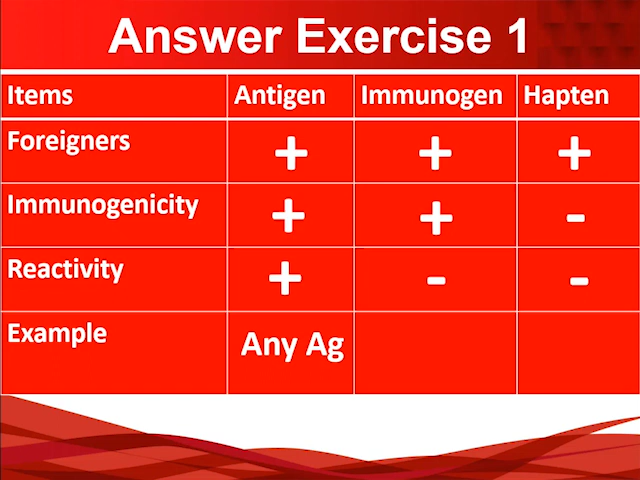 Answer Exercise 1
Items Antigen Immunogen Hapten
Foreigners + + +
Immunogenicity + + -
Reactivity + - -
Example Any Ag